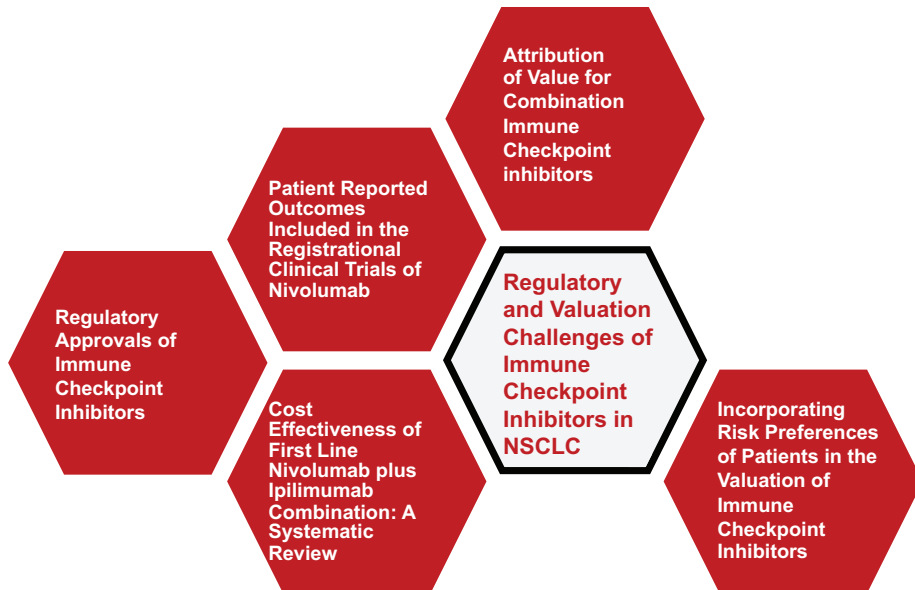 Attribution
of Value for
Combination
Immune
Checkpoint
inhibitors
Patient Reported
Outcomes
Included in the
Registrational
Clinical Trials of
Nivolumab
Regulatory
Approvals of
Immune
Checkpoint
Inhibitors
Regulatory
and Valuation
Challenges of
Immune
Checkpoint
Inhibitors in
NSCLC
Cost
Effectiveness of
First Line
Nivolumab plus
Ipilimumab
Combination: A
Systematic
Review
Incorporating
Risk Preferences
of Patients in the
Valuation of
Immune
Checkpoint
Inhibitors